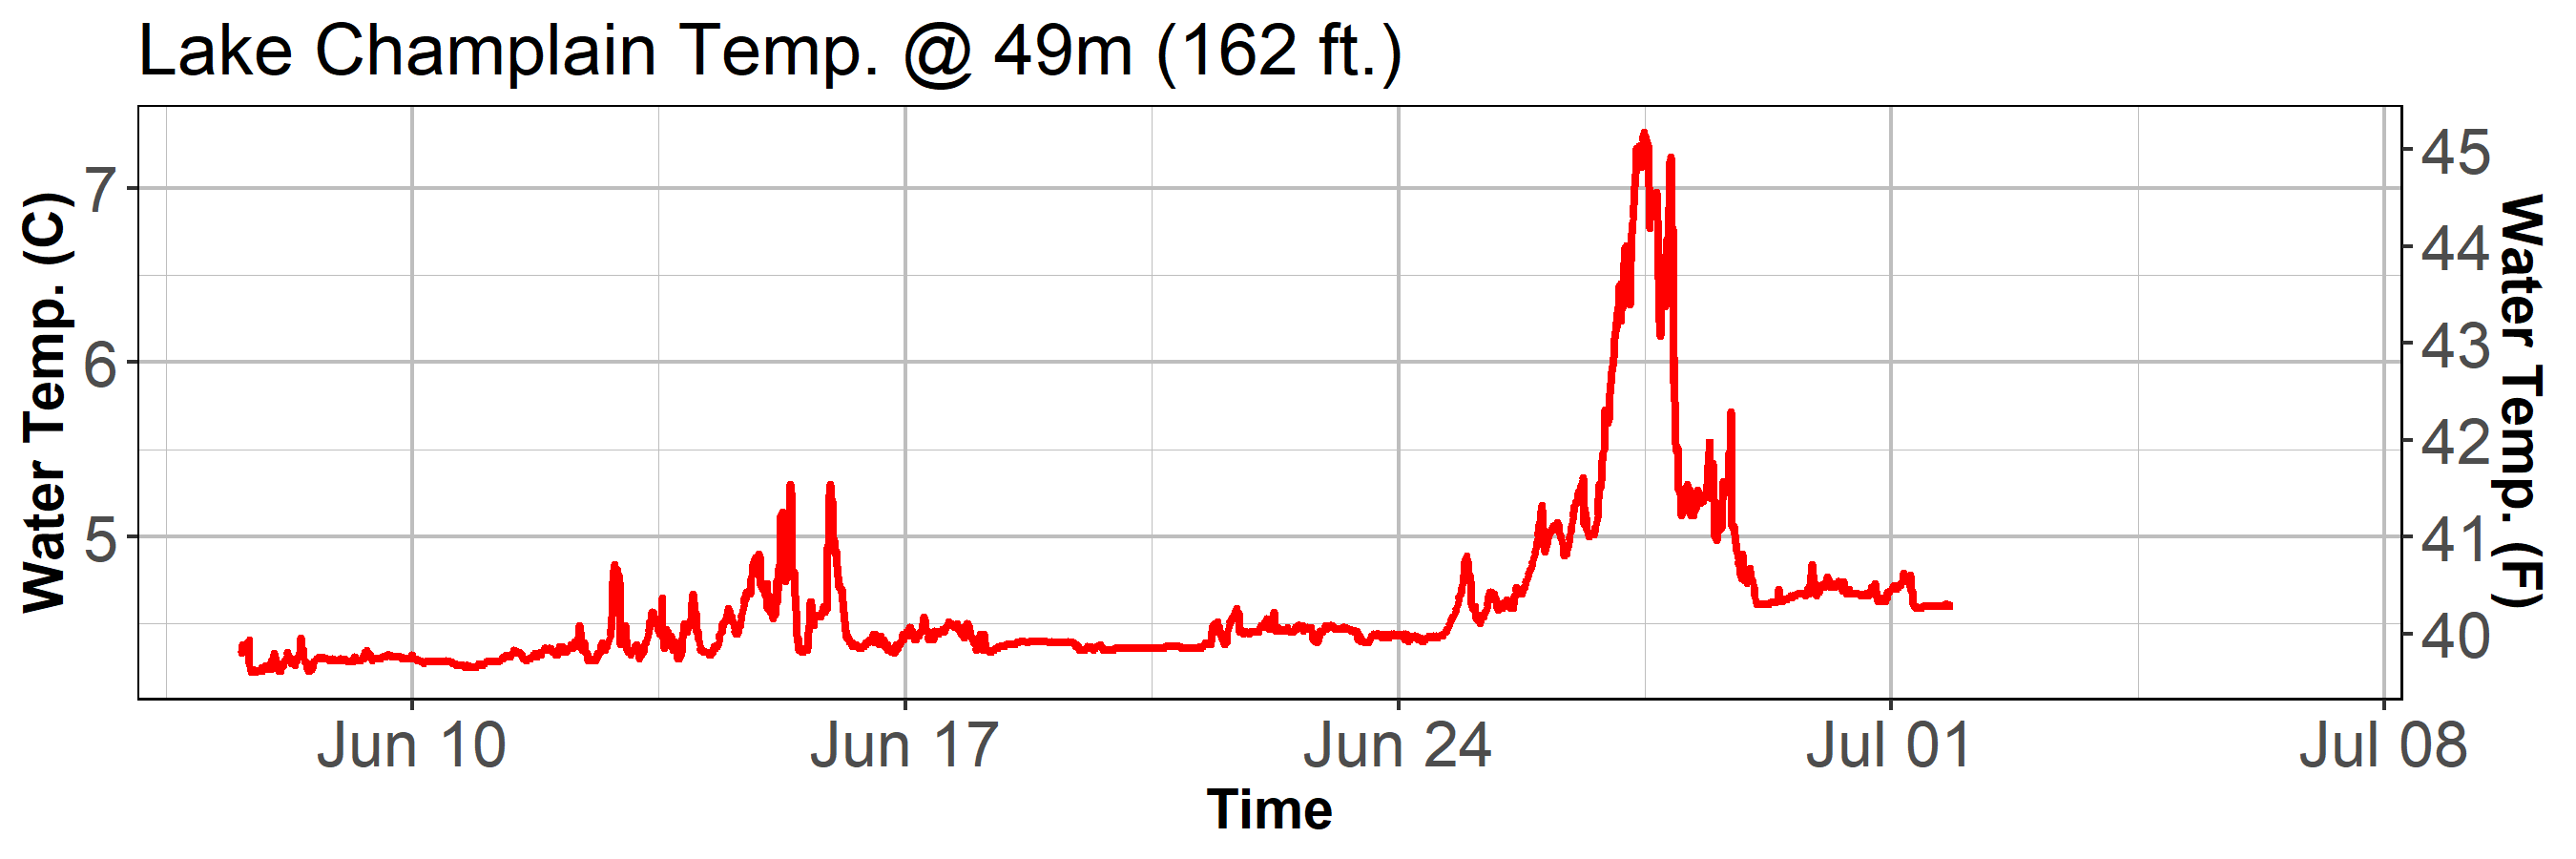 Lake Champlain Temp. @ 49m (162 ft.)
Water Temp. (C)
7
6
5
45
44
43
42
41
40
Water Temp. (F)
Jun 10 Jun 17 Jun 24 Jul 01 Jul 08
Time